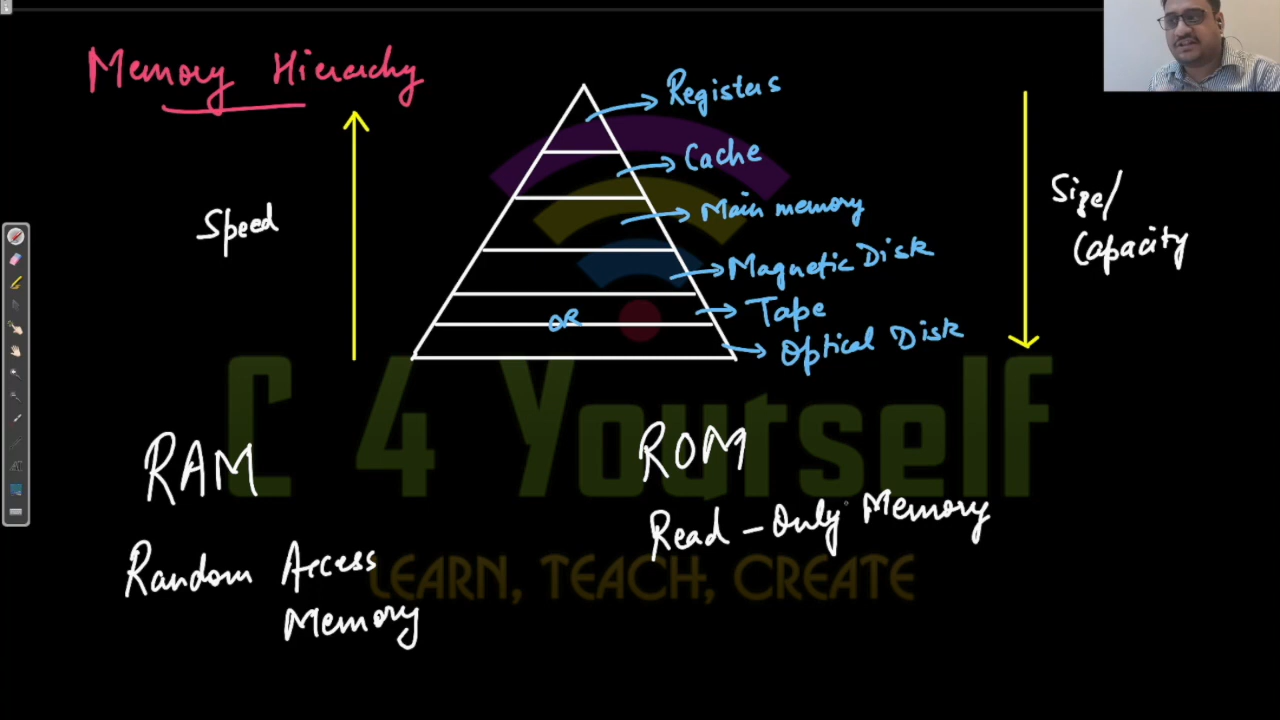 Memory Hierarchy
Registers
Cache
Main memory
Magnetic Disk
Tape
OR
Optical Disk
Speed
Size/
Capacity
C 4 Yourself
LEARN, TEACH, CREATE
RAM
Random Access
Memory
ROM
Read-Only Memory